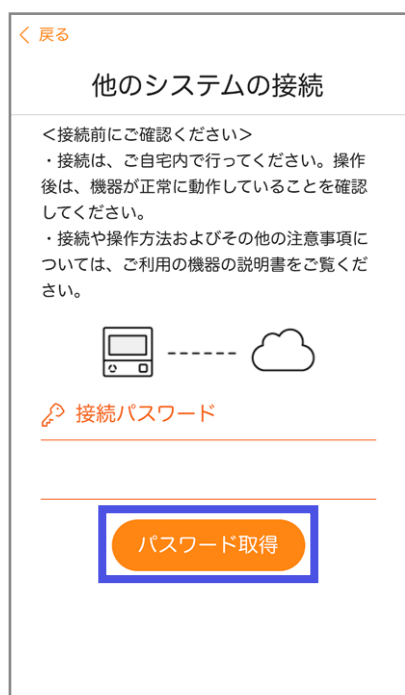 戻る
他のシステムの接続
＜接続前にご確認ください＞
・接続は、ご自宅内で行ってください。操作
後は、機器が正常に動作していることを確認
してください。
・接続や操作方法およびその他の注意事項に
ついては、ご利用の機器の説明書をご覧くだ
さい。
接続パスワード
パスワード取得